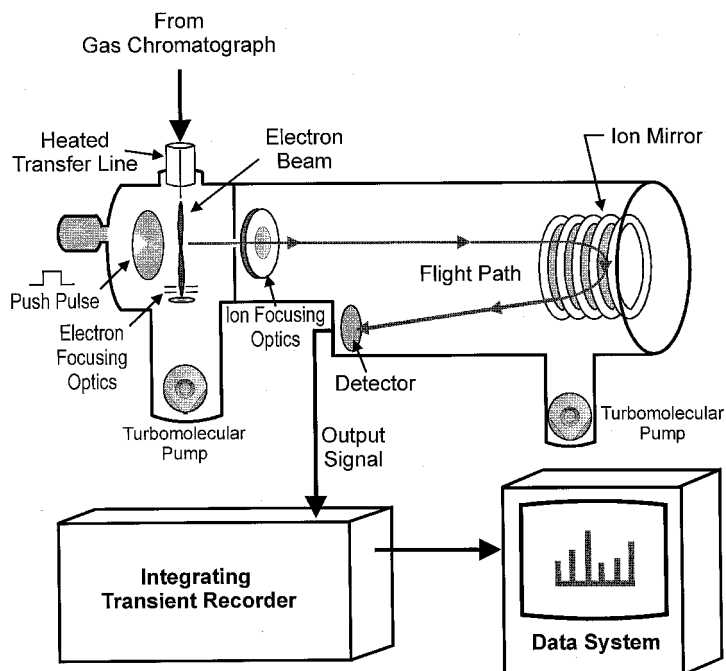 From
Gas Chromatograph
Heated
Transfer Line
Electron
Beam
Ion Mirror
Push Pulse
Electron
Focusing
Optics
Ion Focusing
Optics
Flight Path
Detector
Turbomolecular
Pump
Output
Signal
Turbomolecular
Pump
Integrating
Transient Recorder
Data System